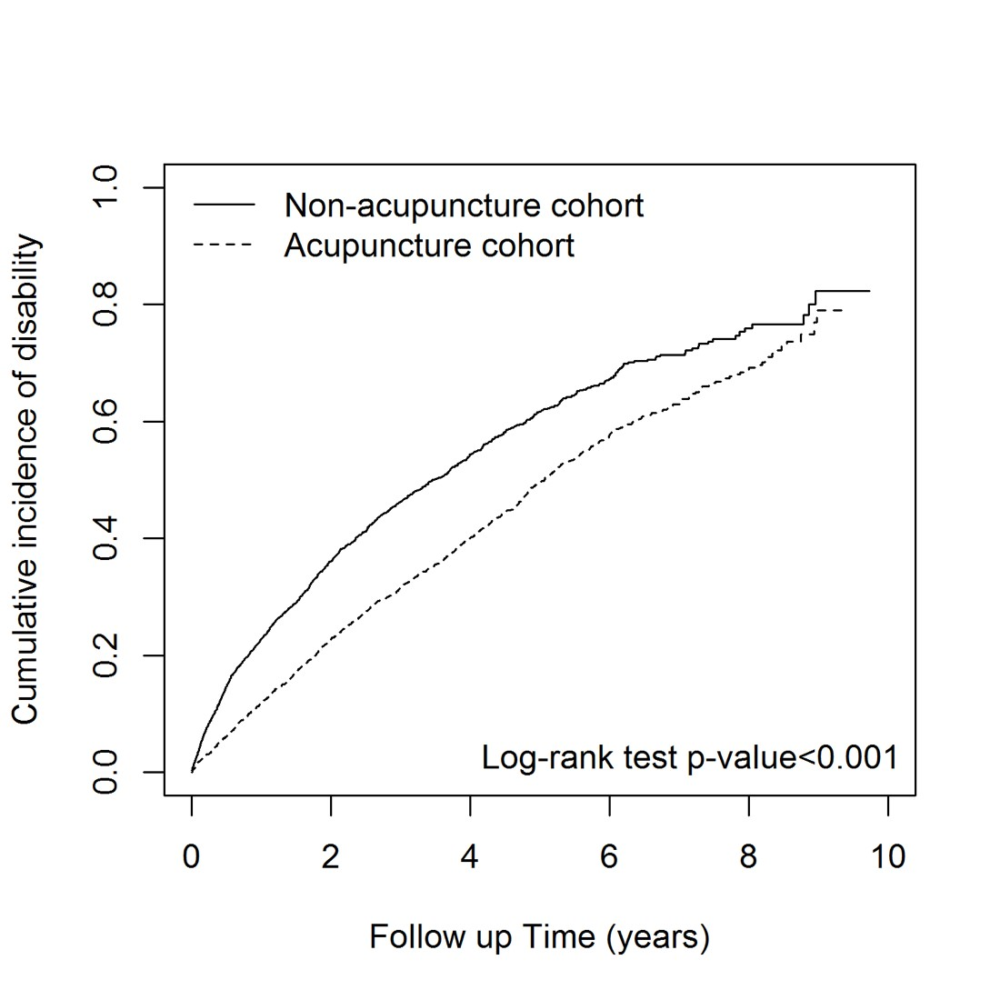 Non-acupuncture cohort
Acupuncture cohort
Cumulative incidence of disability
1.0
0.8
0.6
0.4
0.2
0.0
Log-rank test p-value<0.001
0 2 4 6 8 10
Follow up Time (years)